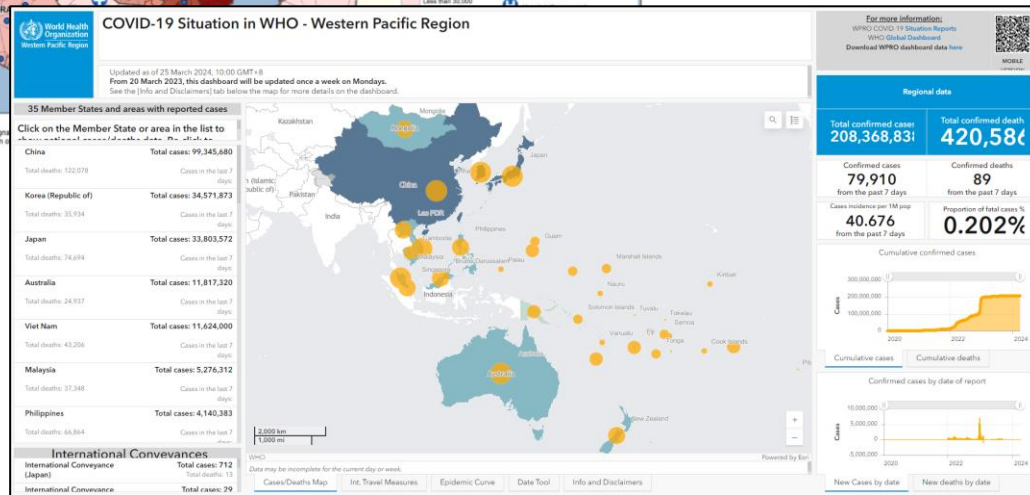 World Health
Organization
Western Pacific Region
COVID-19 Situation in WHO - Western Pacific Region
Updated as of 25 March 2024, 10:00 GMT+8
From 20 March 2023, this dashboard will be updated once a week on Mondays.
See the [Info and Disclaimers] tab below the map for more details on the dashboard.
For more information:
WPRO COVID-19 Situation Reports
WHO Global Dashboard
Download WPRO dashboard data here
MOBILE
35 Member States and areas with reported cases
Click on the Member State or area in the list to
China Total cases: 99,345,680
Total deaths: 122,078 Cases in the last 7
days:
Korea (Republic of) Total cases: 34,571,873
Total deaths: 35,934 Cases in the last 7
days:
Japan Total cases: 33,803,572
Total deaths: 74,694 Cases in the last 7
days:
Australia Total cases: 11,817,320
Total deaths: 24,937 Cases in the last 7
days:
Viet Nam Total cases: 11,624,000
Total deaths: 43,206 Cases in the last 7
days:
Malaysia Total cases: 5,276,312
Total deaths: 37,348 Cases in the last 7
days:
Philippines Total cases: 4,140,383
Total deaths: 66,864 Cases in the last 7
International Conveyances
International Conveyance Total cases: 712
(Japan) Total deaths: 13
International Conveyance Total cases: 29
Kazakhstan
Mongolia
Mongolia
Japan
China
(Islamic
Pakistan
India
Lao PDR
Philippines
Guam
Cambodia
Malaysia
Brunei Darussalam
Palau
Marshall Islands
Singapore
Kiribati
Nauru
Indonesia
Solomon Islands
Tuvalu
Tokelau
Samoa
Vanuatu
Fiji
Tonga
Cook Islands
Australia
Australia
New Zealand
2,000 km
1,000 mi
WHO
Powered by Esri
Data may be incomplete for the current day or week.
Cases/Deaths Map
Int. Travel Measures
Epidemic Curve
Date Tool
Info and Disclaimers
Regional data
Total confirmed cases
208,368,83
Total confirmed death
420,586
Confirmed cases
79,910
from the past 7 days
Confirmed deaths
89
from the past 7 days
Cases incidence per 1M pop
40.676
from the past 7 days
Proportion of fatal cases %
0.202%
Cumulative confirmed cases
Cases
300,000,000
200,000,000
100,000,000
0
2020 2022 2024
Cumulative cases
Cumulative deaths
Confirmed cases by date of report
Cases
10,000,000
5,000,000
0
-5,000,000
2020 2022 2024
New Cases by date
New deaths by date